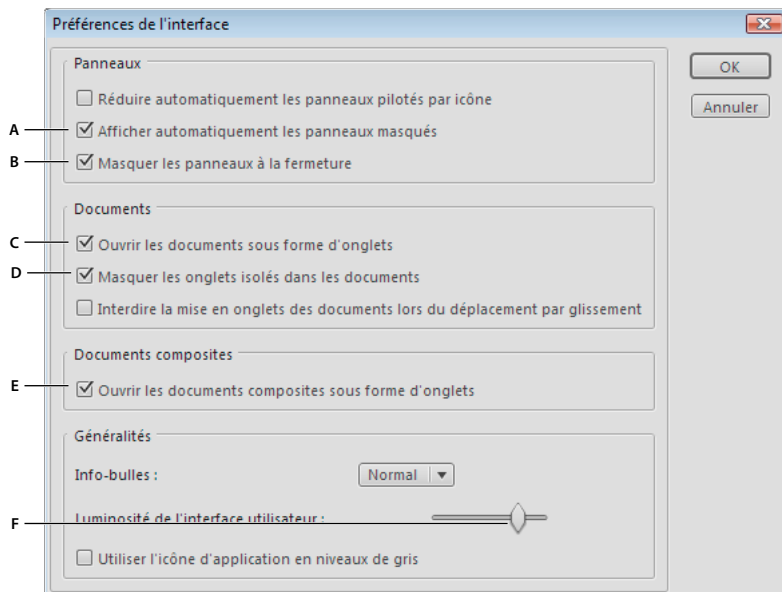 Préférences de l'interface
Panneaux
OK
Réduire automatiquement les panneaux pilotés par icône
Annuler
A
Afficher automatiquement les panneaux masqués
B
Masquer les panneaux à la fermeture
Documents
C
Ouvrir les documents sous forme d'onglets
D
Masquer les onglets isolés dans les documents
Interdire la mise en onglets des documents lors du déplacement par glissement
Documents composites
E
Ouvrir les documents composites sous forme d'onglets
Généralités
Info-bulles :
Normal
F
Luminosité de l'interface utilisateur :
Utiliser l'icône d'application en niveaux de gris